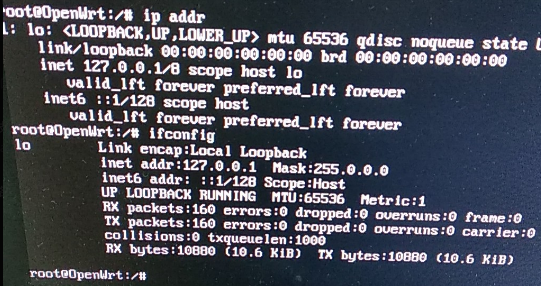 root@OpenWrt:/# ip addr
1: lo: <LOOPBACK,UP,LOWER_UP> mtu 65536 qdisc noqueue state
link/loopback 00:00:00:00:00:00 brd 00:00:00:00:00:00
inet 127.0.0.1/8 scope host lo
valid_lft forever preferred_lft forever
inet6 ::1/128 scope host
valid_lft forever preferred_lft forever
root@OpenWrt:/# ifconfig
lo Link encap:Local Loopback
inet addr:127.0.0.1 Mask:255.0.0.0
inet6 addr: ::1/128 Scope:Host
UP LOOPBACK RUNNING MTU:65536 Metric:1
RX packets:160 errors:0 dropped:0 overruns:0 frame:0
TX packets:160 errors:0 dropped:0 overruns:0 carrier:0
collisions:0 txqueuelen:1000
RX bytes:10880 (10.6 KiB) TX bytes:10880 (10.6 KiB)
root@OpenWrt:/#